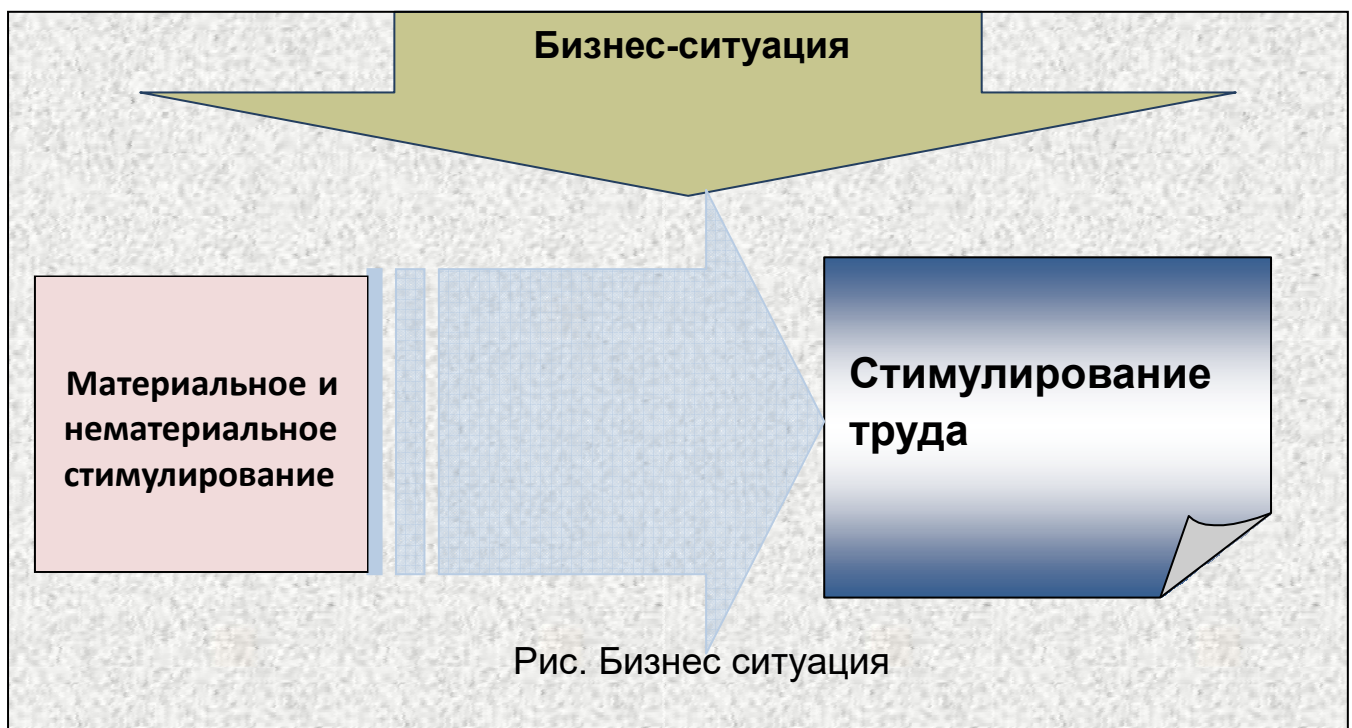 Бизнес-ситуация
Материальное и
нематериальное
стимулирование
Стимулирование
труда
Рис. Бизнес ситуация